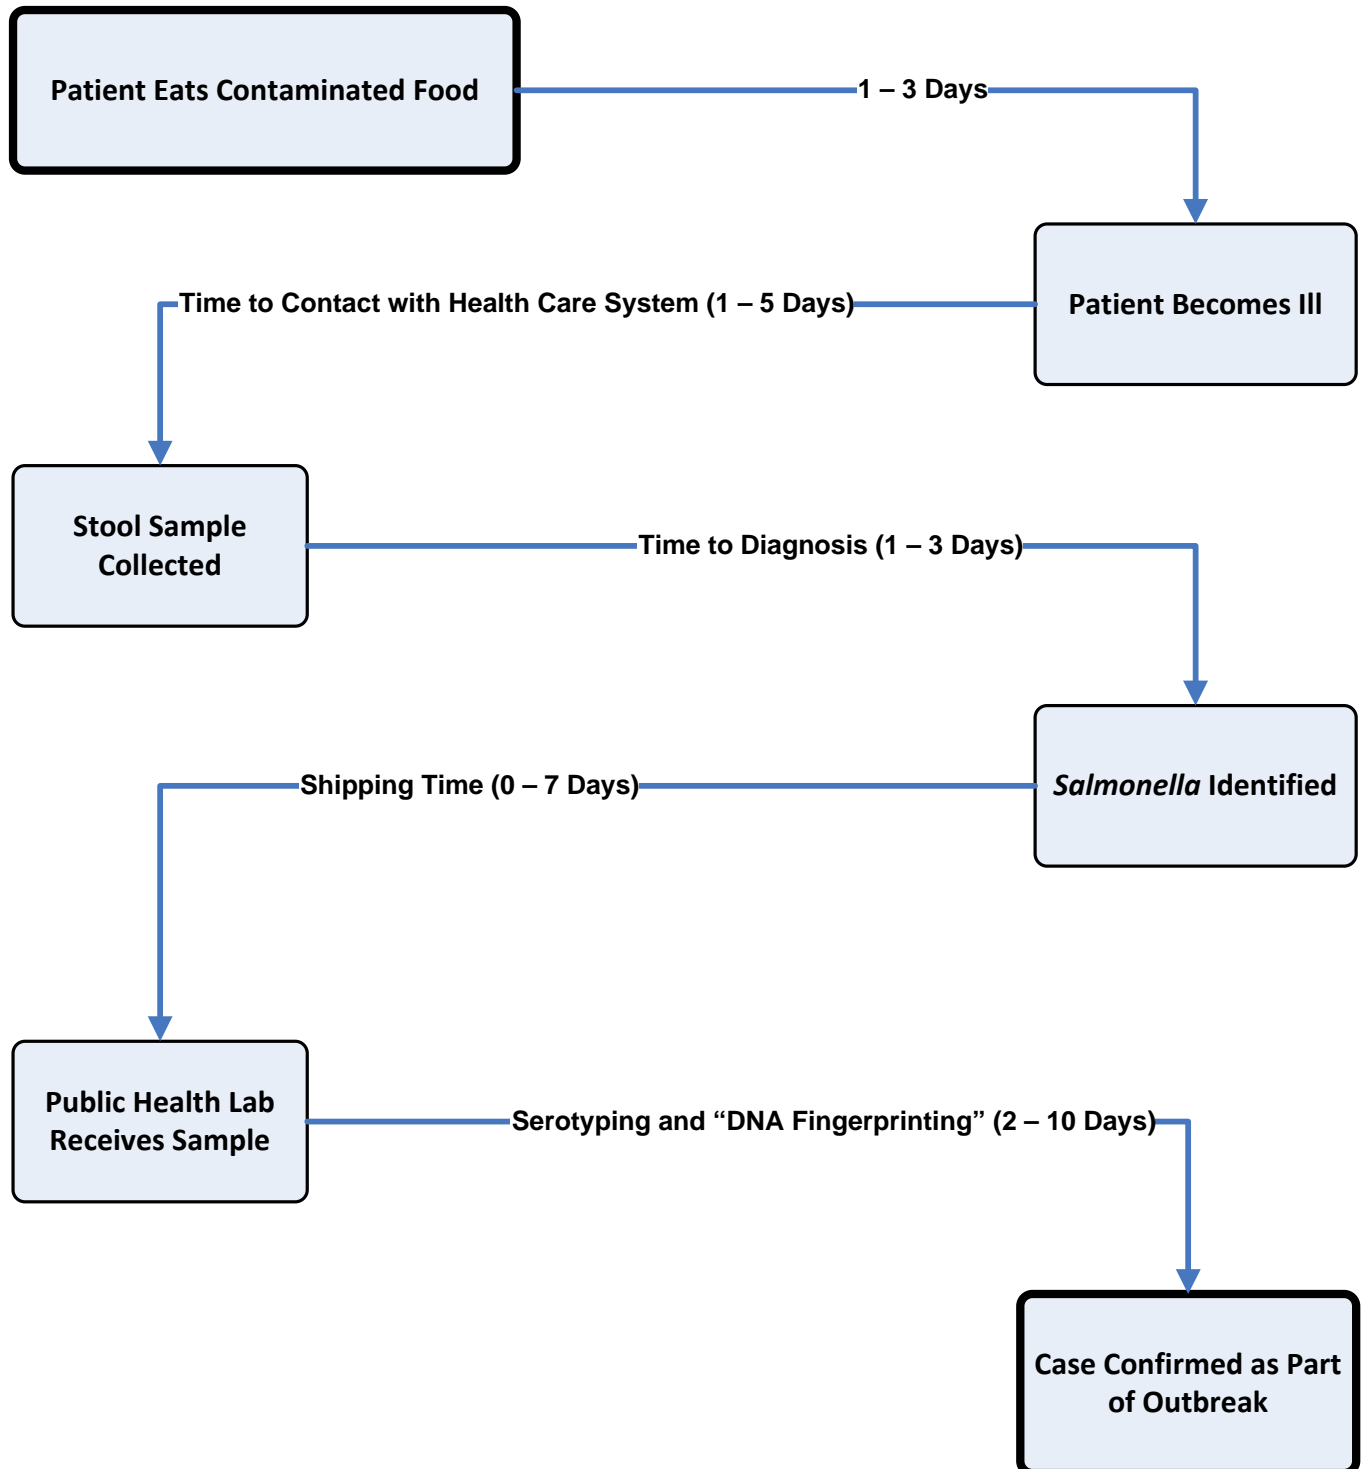 Patient Eats Contaminated Food
1 – 3 Days
Patient Becomes Ill
Time to Contact with Health Care System (1 – 5 Days)
Stool Sample
Collected
Time to Diagnosis (1 – 3 Days)
Salmonella Identified
Shipping Time (0 – 7 Days)
Public Health Lab
Receives Sample
Serotyping and “DNA Fingerprinting” (2 – 10 Days)
Case Confirmed as Part
of Outbreak